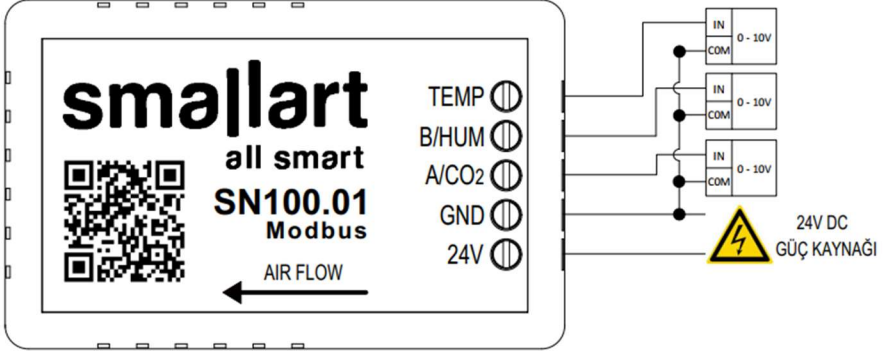 smallart
all smart
SN100.01
Modbus
AIR FLOW
TEMP
B/HUM
A/CO2
GND
24V
IN
COM
0 - 10V
IN
COM
0 - 10V
IN
COM
0 - 10V
24V DC
GÜÇ KAYNAĞI